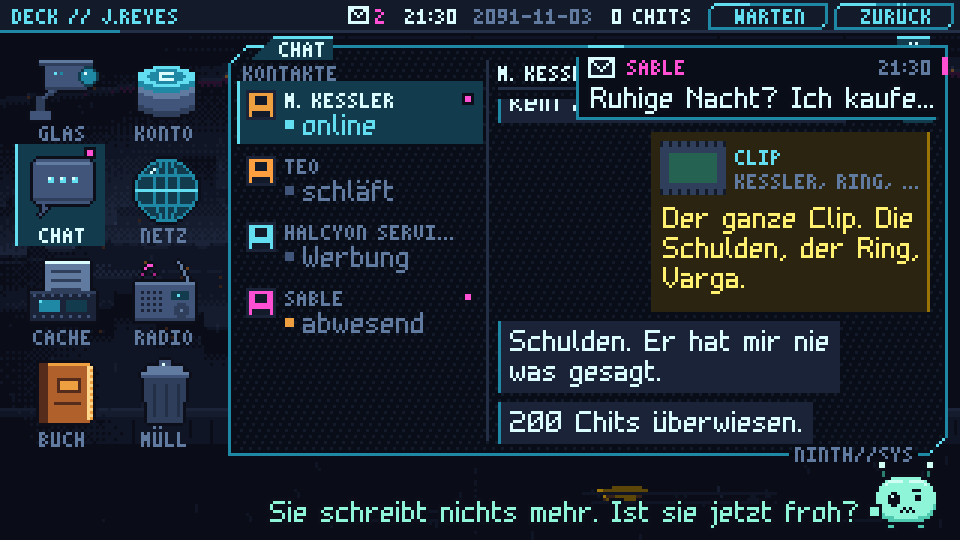 DECK // J.REYES
2 21:30 2091-11-03 0 CHITS WARTEN ZURÜCK
GLAS
KONTO
CHAT
NETZ
CACHE
RADIO
BUCH
MÜLL
CHAT
KONTAKTE
M. KESSLER
online
TEO
schläft
HALCYON SERVI...
Werbung
SABLE
abwesend
SABLE 21:30
Ruhige Nacht? Ich kaufe...
CLIP
KESSLER, RING, ...
Der ganze Clip. Die
Schulden, der Ring,
Varga.
Schulden. Er hat mir nie
was gesagt.
200 Chits überwiesen.
NINTH//SYS
Sie schreibt nichts mehr. Ist sie jetzt froh?